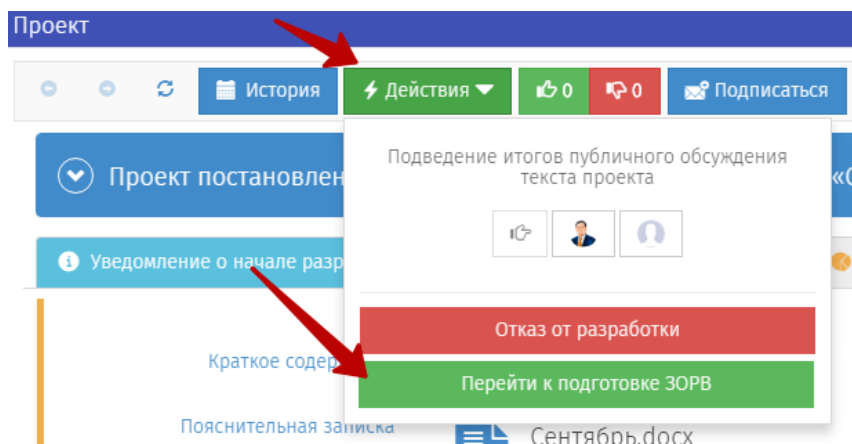 Проект
История
Действия
0
0
Подписаться
Подведение итогов публичного обсуждения
текста проекта
Проект постановлен
Уведомление о начале разр
Отказ от разработки
Краткое содер
Перейти к подготовке ЗОРВ
Пояснительная записка
Сентябрь.docx